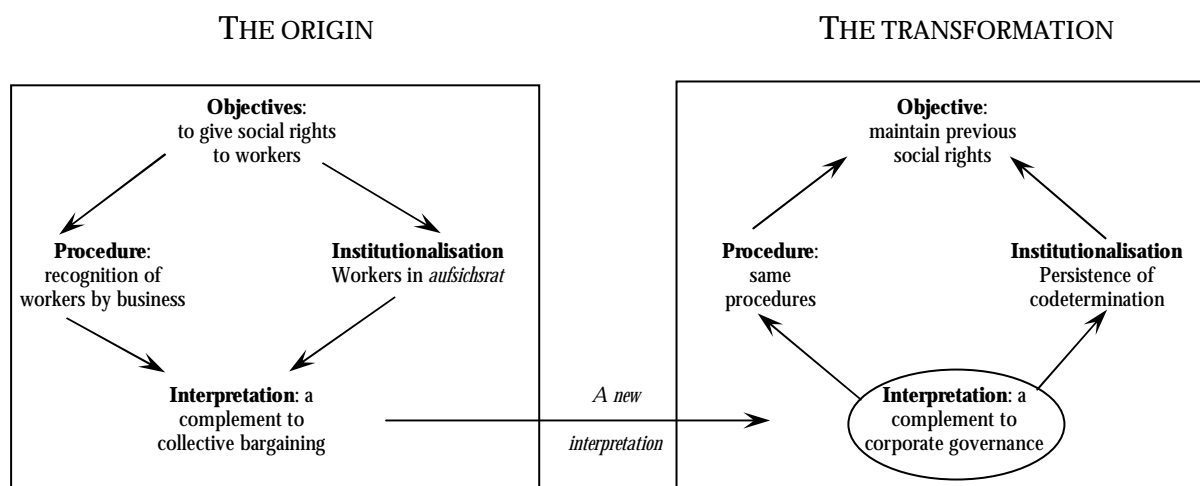 THE ORIGIN
Objectives:
to give social rights
to workers
Procedure:
recognition of
workers by business
Institutionalisation
Workers in aufsichsrat
Interpretation: a
complement to
collective bargaining
A new
interpretation
THE TRANSFORMATION
Objective:
maintain previous
social rights
Procedure:
same
procedures
Institutionalisation
Persistence of
codetermination
Interpretation: a
complement to
corporate governance